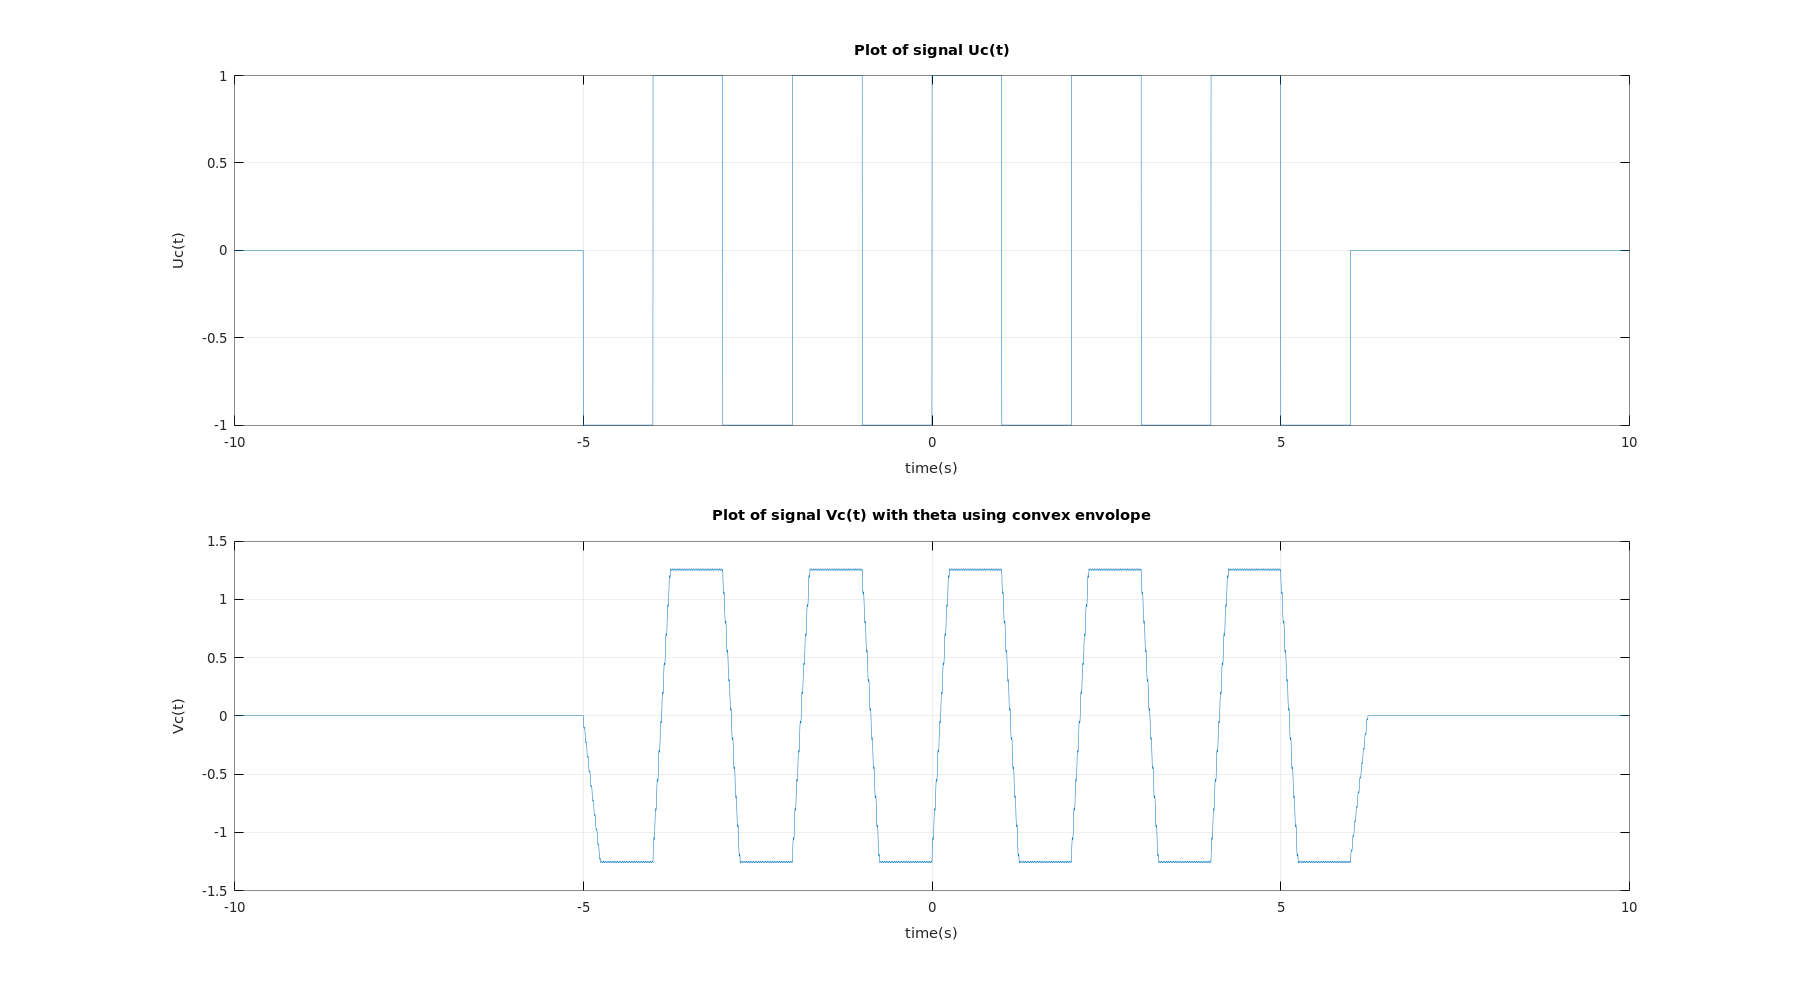 Plot of signal Uc(t)
1
0.5
0
-0.5
-1
Uc(t)
-10 -5 0 5 10
time(s)
Plot of signal Vc(t) with theta using convex envolope
1.5
1
0.5
0
-0.5
-1
-1.5
Vc(t)
-10 -5 0 5 10
time(s)